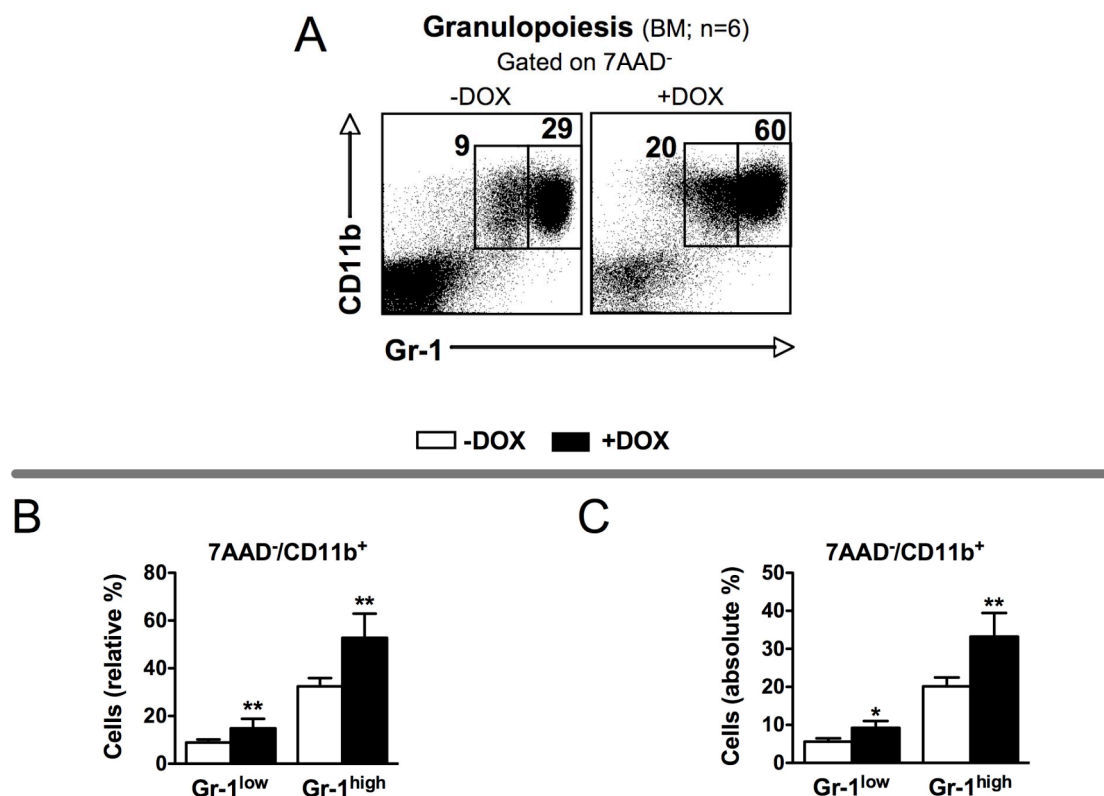 A
Granulopoiesis (BM; n=6)
Gated on 7AAD⁻
-DOX
+DOX
9
29
20
60
CD11b
Gr-1
-DOX
+DOX
B
7AAD⁻/CD11b⁺
Cells (relative %)
80
60
40
20
0
**
**
Gr-1low
Gr-1high
C
7AAD⁻/CD11b⁺
Cells (absolute %)
50
40
30
20
10
0
*
**
Gr-1low
Gr-1high